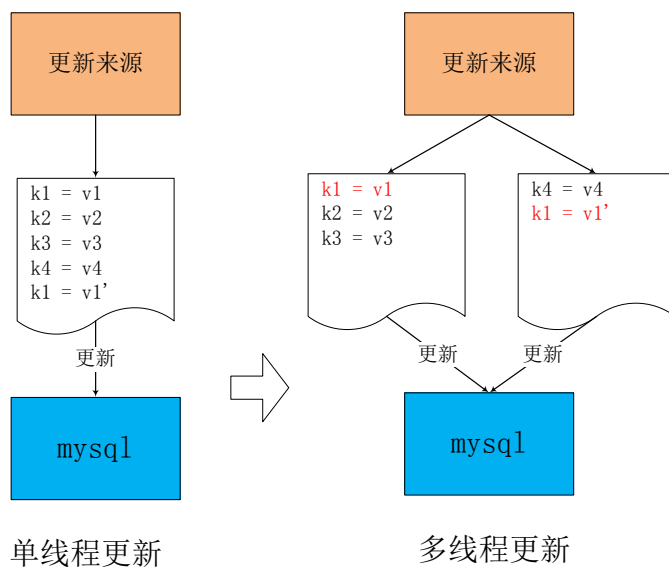 更新来源
k1 = v1
k2 = v2
k3 = v3
k4 = v4
k1 = v1'
更新
mysql
单线程更新
更新来源
k1 = v1
k2 = v2
k3 = v3
k4 = v4
k1 = v1'
更新
更新
mysql
多线程更新